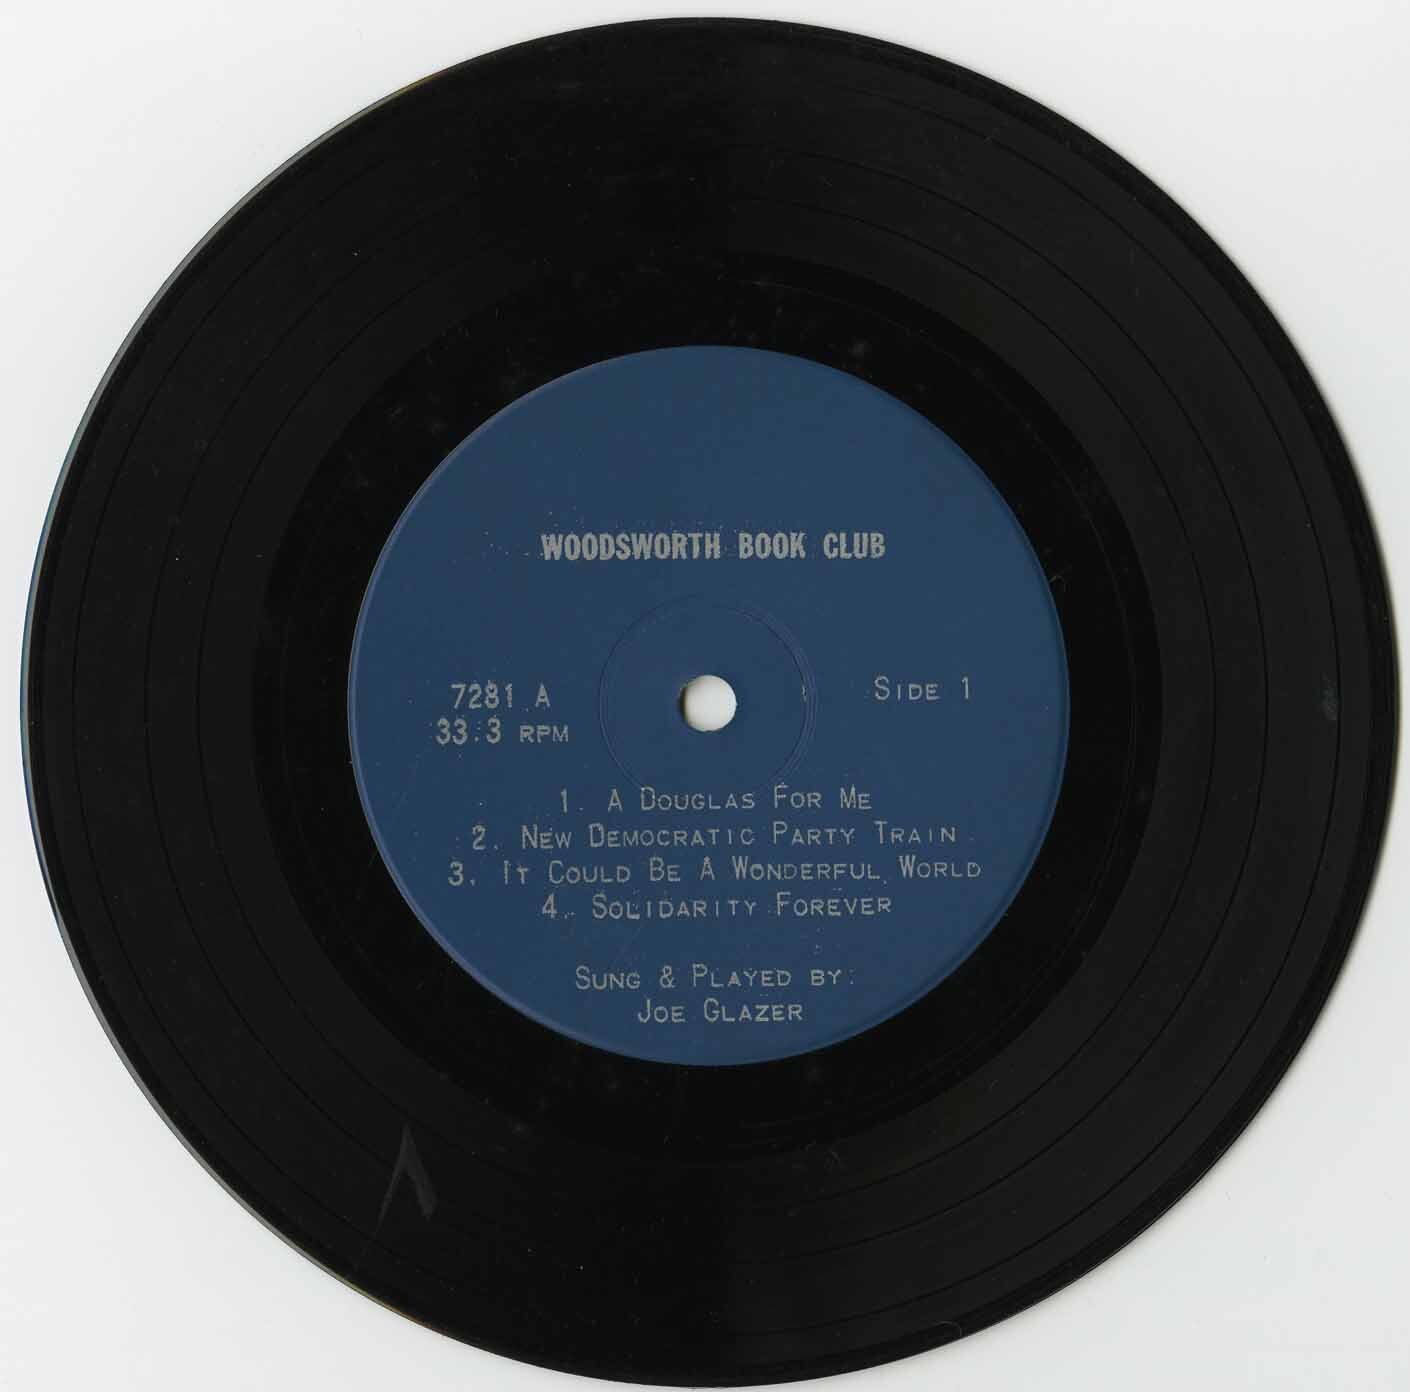 WOODSWORTH BOOK CLUB
7281 A
33.3 RPM
SIDE 1
1. A DOUGLAS FOR ME
2. NEW DEMOCRATIC PARTY TRAIN
3. IT COULD BE A WONDERFUL WORLD
4. SOLIDARITY FOREVER
SUNG & PLAYED BY:
JOE GLAZER